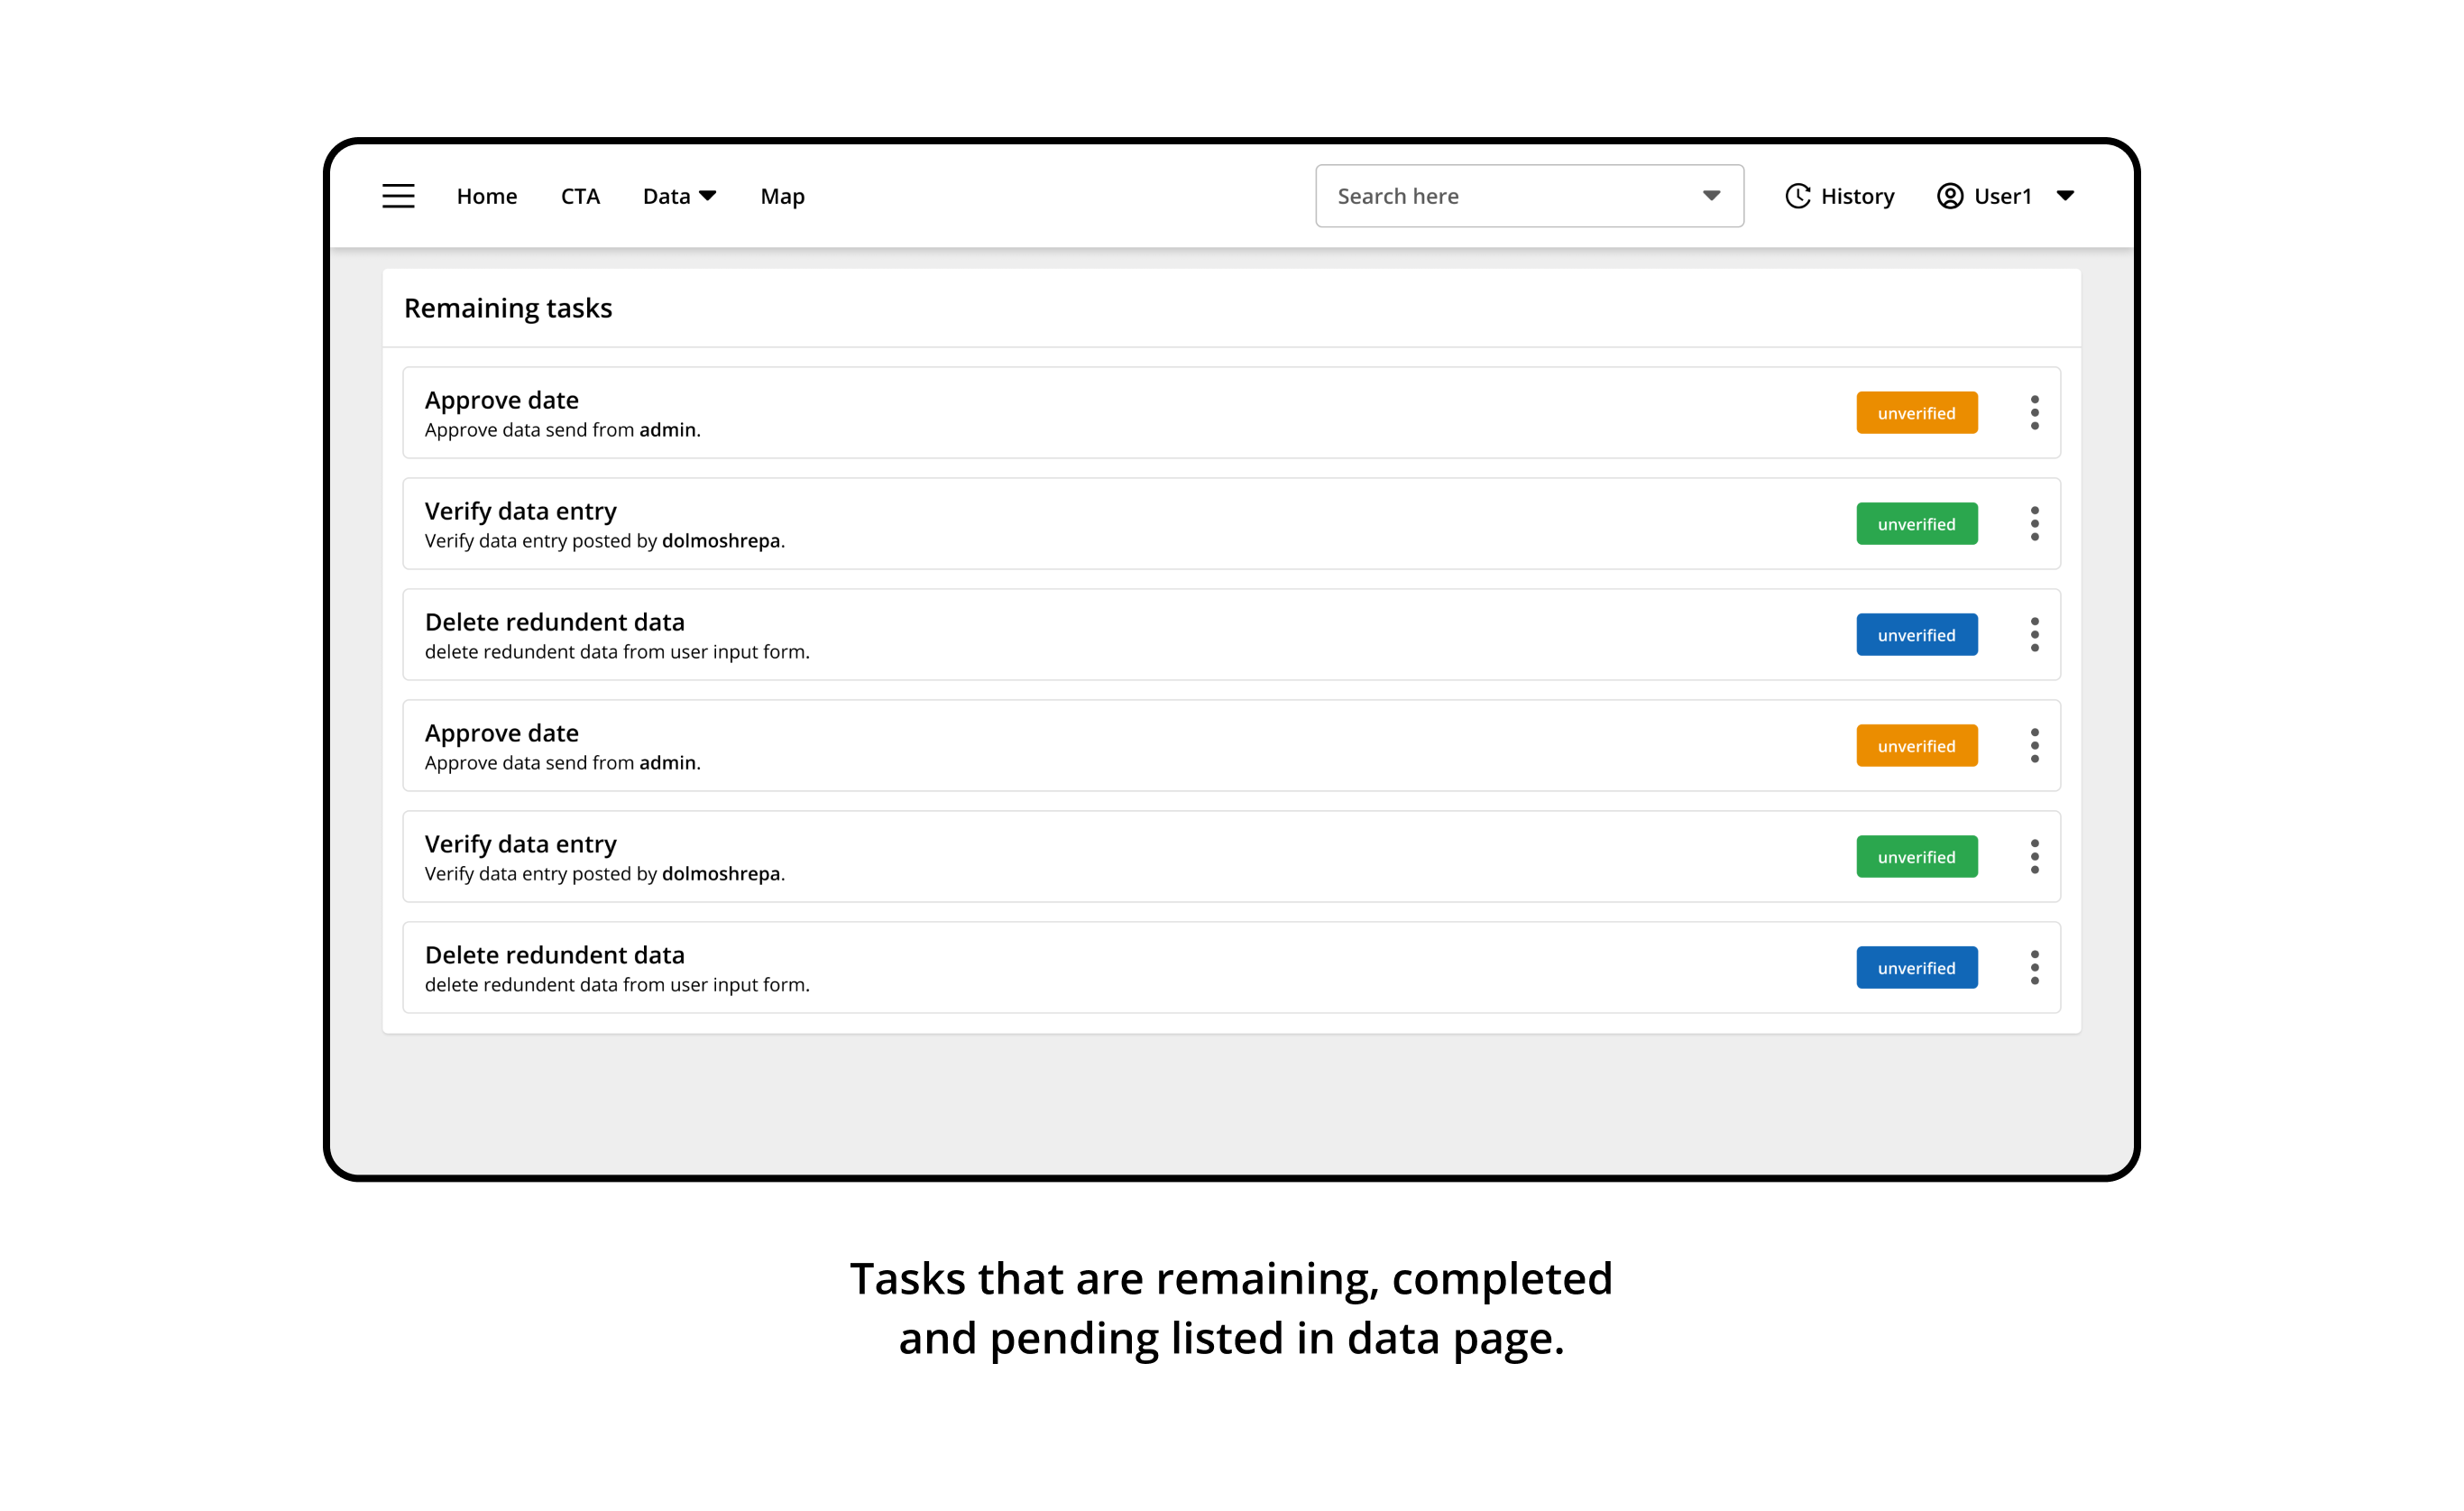 Home CTA Data Map Search here History User1
Remaining tasks
Approve date
Approve data send from admin.
unverified
Verify data entry
Verify data entry posted by dolmoshrepa.
unverified
Delete redundent data
delete redundent data from user input form.
unverified
Approve date
Approve data send from admin.
unverified
Verify data entry
Verify data entry posted by dolmoshrepa.
unverified
Delete redundent data
delete redundent data from user input form.
unverified
Tasks that are remaining, completed
and pending listed in data page.